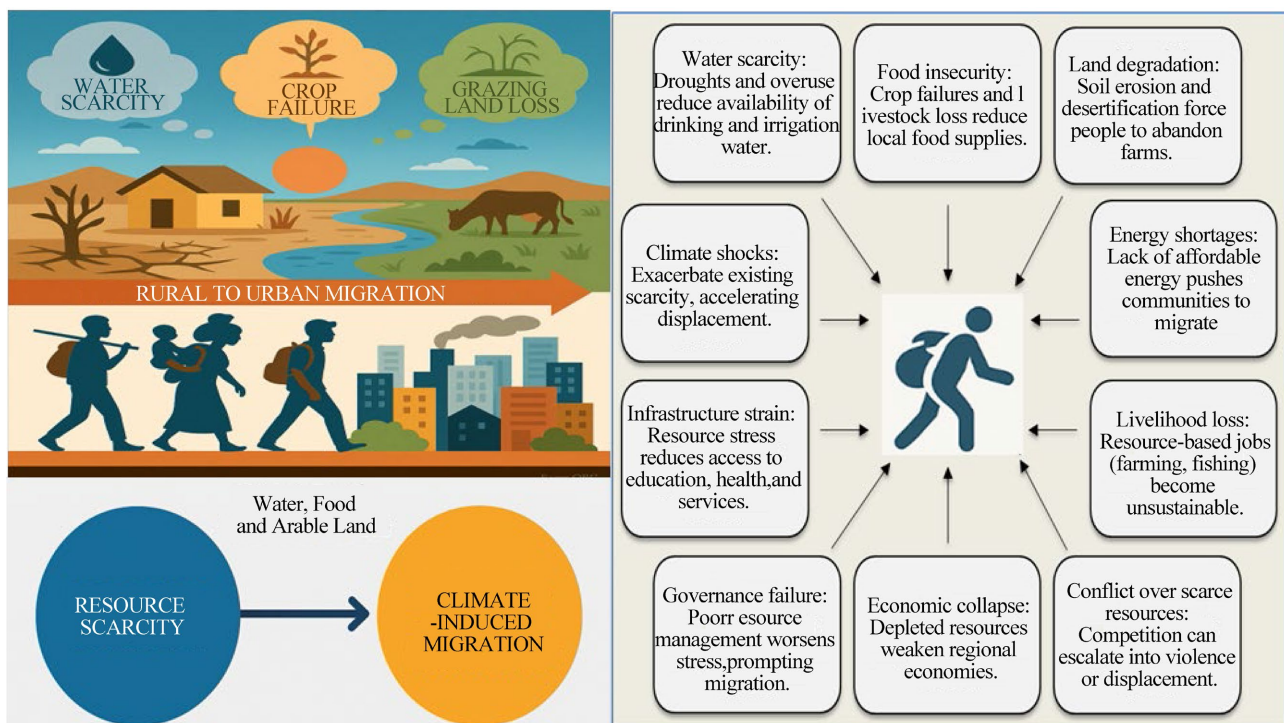 WATER
SCARCITY
CROP
FAILURE
GRAZING
LAND LOSS
RURAL TO URBAN MIGRATION
Water, Food
and Arable Land
RESOURCE
SCARCITY
CLIMATE
-INDUCED
MIGRATION
Water scarcity:
Droughts and overuse
reduce availability of
drinking and irrigation
water.
Food insecurity:
Crop failures and l
ivestock loss reduce
local food supplies.
Land degradation:
Soil erosion and
desertification force
people to abandon
farms.
Climate shocks:
Exacerbate existing
scarcity, accelerating
displacement.
Energy shortages:
Lack of affordable
energy pushes
communities to
migrate
Infrastructure strain:
Resource stress
reduces access to
education, health,and
services.
Livelihood loss:
Resource-based jobs
(farming, fishing)
become
unsustainable.
Governance failure:
Poorr esource
management worsens
stress,prompting
migration.
Economic collapse:
Depleted resources
weaken regional
economies.
Conflict over scarce
resources:
Competition can
escalate into violence
or displacement.